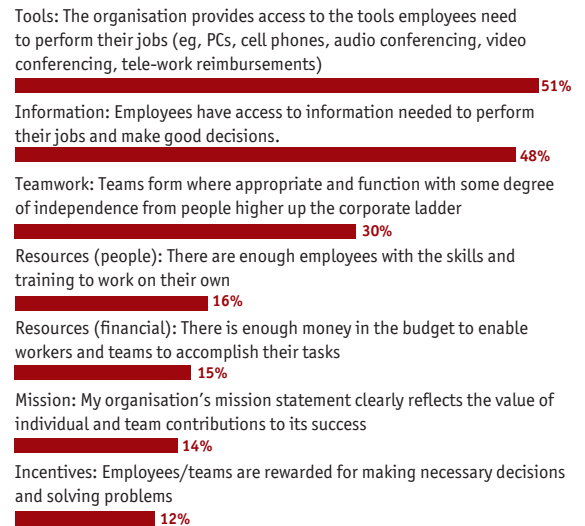 Tools: The organisation provides access to the tools employees need
to perform their jobs (eg, PCs, cell phones, audio conferencing, video
conferencing, tele-work reimbursements)
51%
Information: Employees have access to information needed to perform
their jobs and make good decisions.
48%
Teamwork: Teams form where appropriate and function with some degree
of independence from people higher up the corporate ladder
30%
Resources (people): There are enough employees with the skills and
training to work on their own
16%
Resources (financial): There is enough money in the budget to enable
workers and teams to accomplish their tasks
15%
Mission: My organisation's mission statement clearly reflects the value of
individual and team contributions to its success
14%
Incentives: Employees/teams are rewarded for making necessary decisions
and solving problems
12%